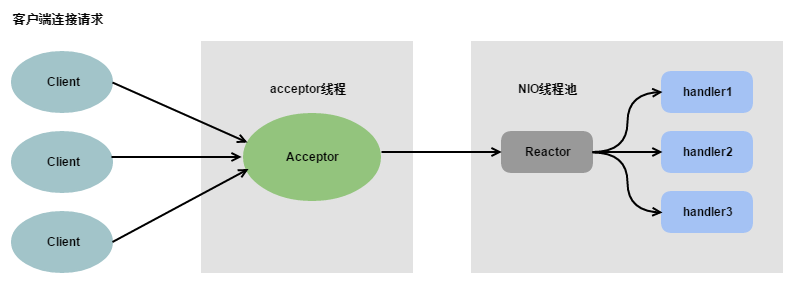 客户端连接请求
Client
Client
Client
acceptor线程
Acceptor
NIO线程池
Reactor
handler1
handler2
handler3